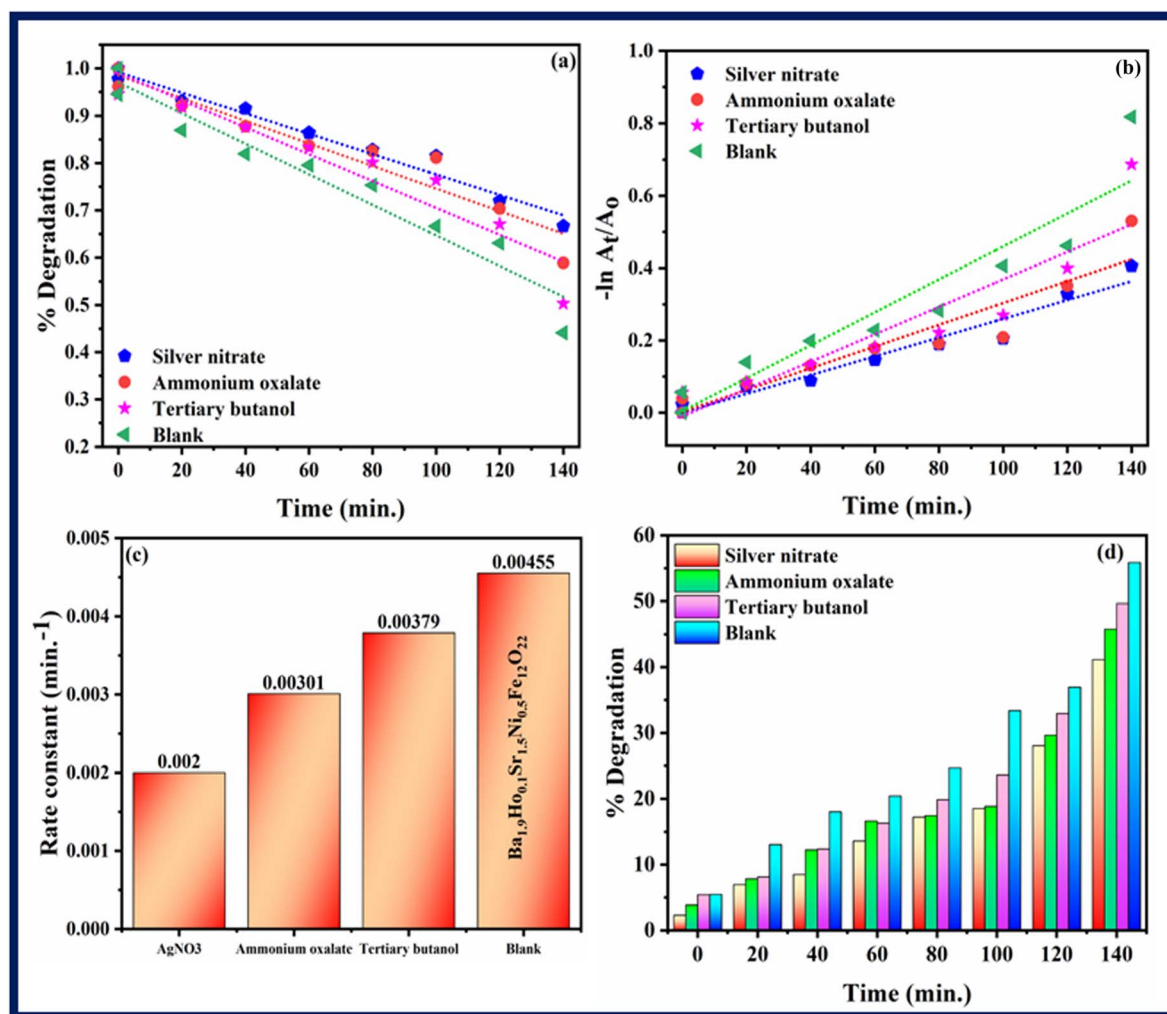 (a)
1.0
0.9
0.8
0.7
0.6
0.5
0.4
0.3
0.2
% Degradation
Silver nitrate
Ammonium oxalate
Tertiary butanol
Blank
0 20 40 60 80 100 120 140
Time (min.)
(b)
1.0
0.8
0.6
0.4
0.2
0.0
-ln At/Ao
Silver nitrate
Ammonium oxalate
Tertiary butanol
Blank
0 20 40 60 80 100 120 140
Time (min.)
(c)
0.005
0.004
0.003
0.002
0.001
0.000
Rate constant (min.-1)
0.002
0.00301
0.00379
0.00455
Ba1.9Ho0.1Sr1.5Ni0.5Fe12O22
AgNO3 Ammonium oxalate Tertiary butanol Blank
(d)
60
50
40
30
20
10
0
% Degradation
Silver nitrate
Ammonium oxalate
Tertiary butanol
Blank
0 20 40 60 80 100 120 140
Time (min.)